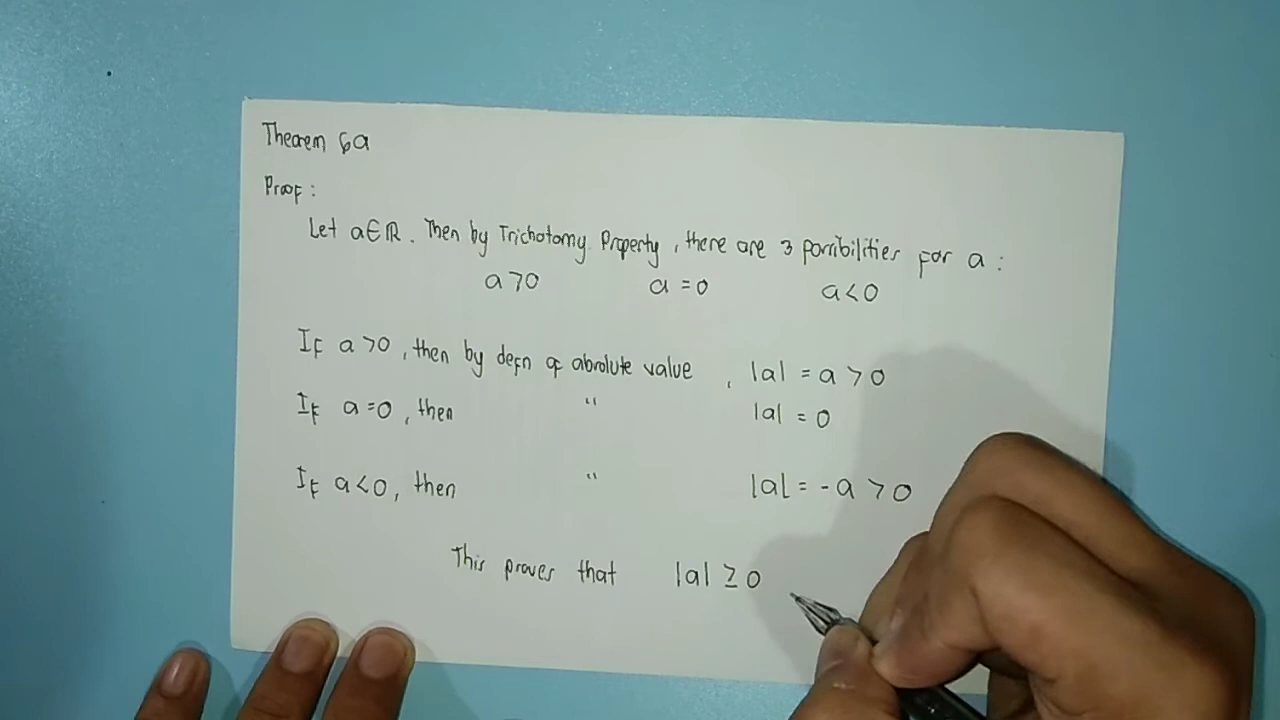 Theorem 6a
Proof :
Let a∈ℝ. Then by Trichotomy Property, there are 3 possibilities for a :
a > 0 a = 0 a < 0
If a > 0, then by defn of absolute value, |a| = a > 0
If a = 0, then " |a| = 0
If a < 0, then " |a| = -a > 0
This proves that |a| ≥ 0